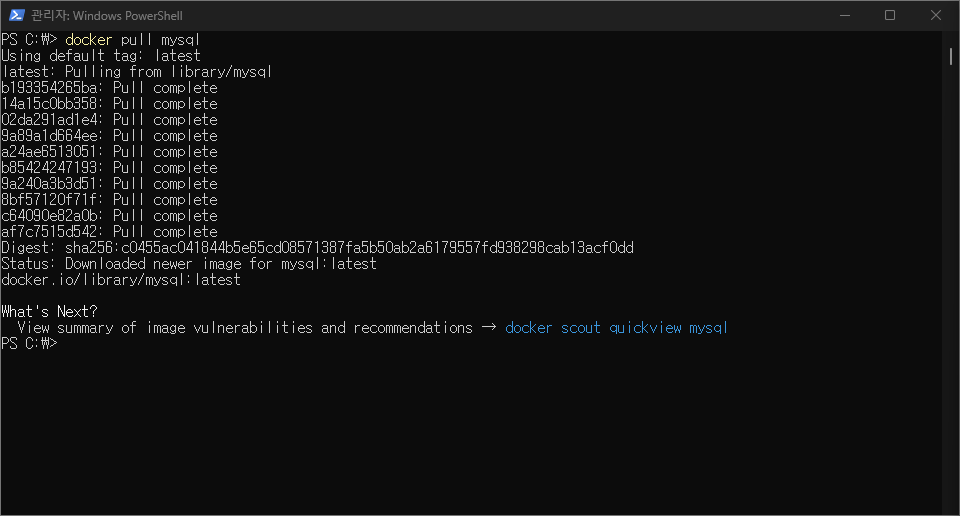 관리자: Windows PowerShell
PS C:₩> docker pull mysql
Using default tag: latest
latest: Pulling from library/mysql
b193354265ba: Pull complete
14a15c0bb358: Pull complete
02da291ad1e4: Pull complete
9a89a1d664ee: Pull complete
a24ae6513051: Pull complete
b85424247193: Pull complete
9a240a3b3d51: Pull complete
8bf57120f71f: Pull complete
c64090e82a0b: Pull complete
af7c7515d542: Pull complete
Digest: sha256:c0455ac041844b5e65cd08571387fa5b50ab2a6179557fd938298cab13acf0dd
Status: Downloaded newer image for mysql:latest
docker.io/library/mysql:latest
What's Next?
View summary of image vulnerabilities and recommendations → docker scout quickview mysql
PS C:₩>